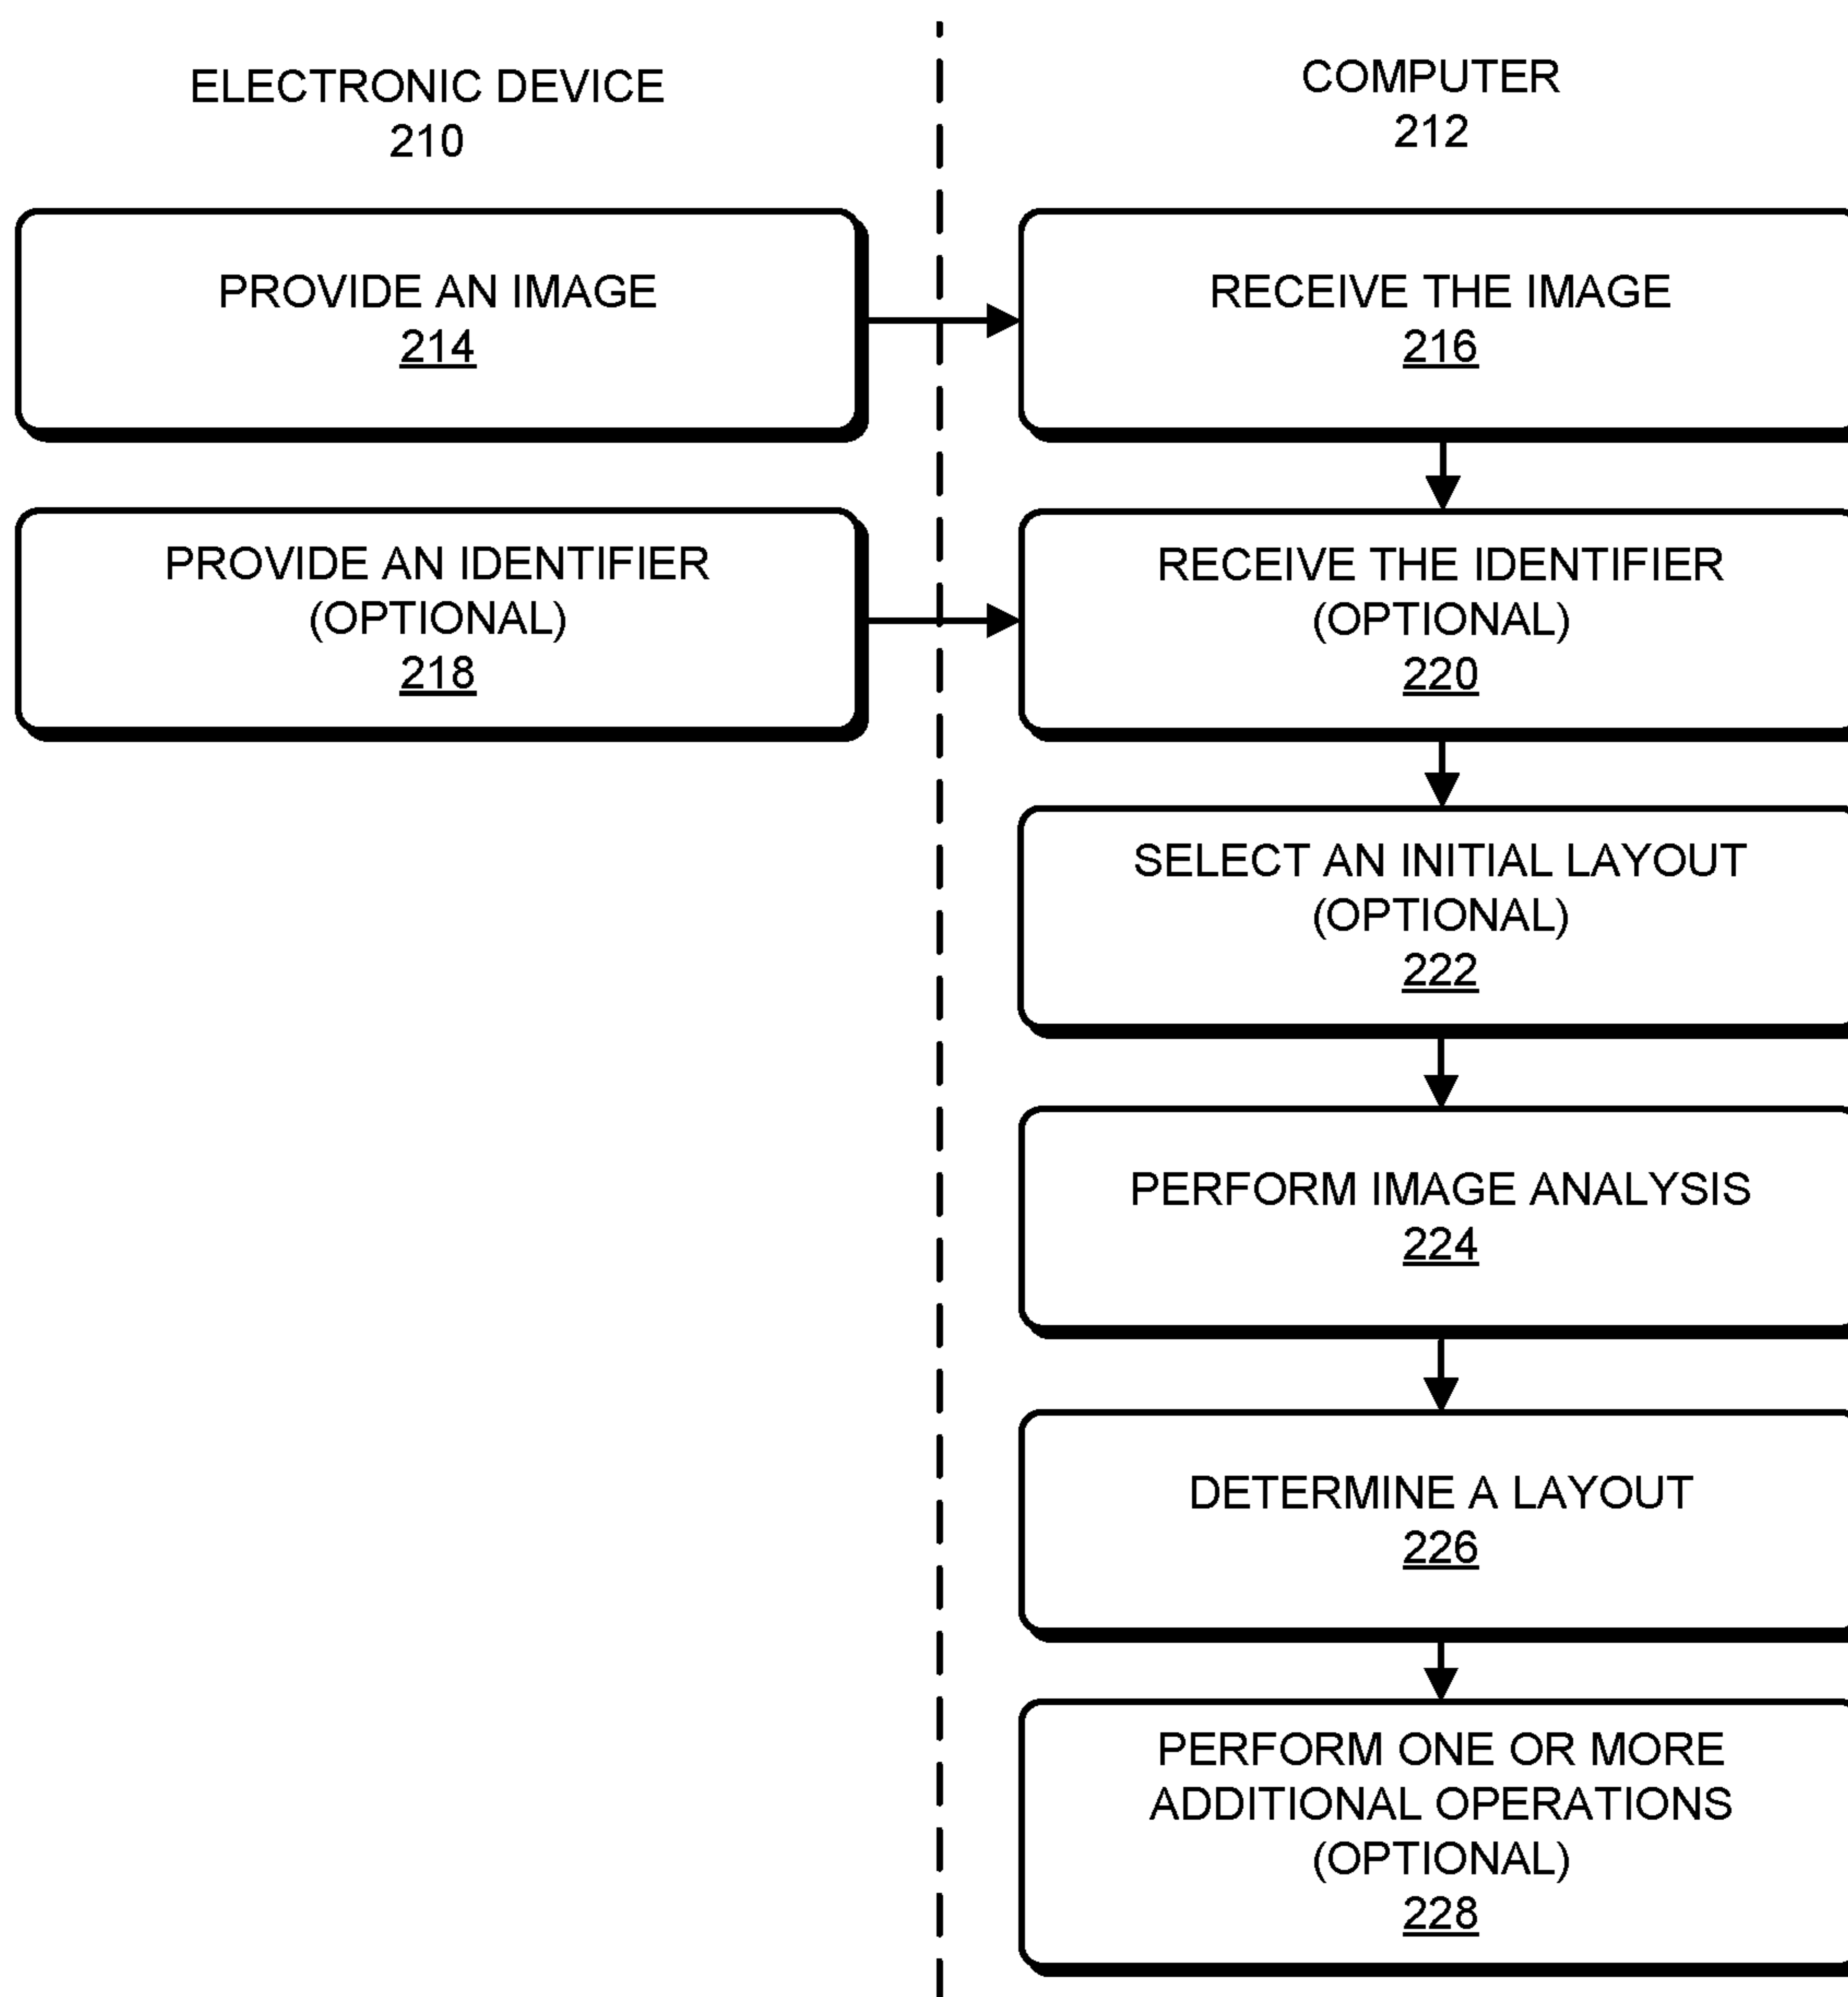 ELECTRONIC DEVICE
210
COMPUTER
212
PROVIDE AN IMAGE
214
RECEIVE THE IMAGE
216
PROVIDE AN IDENTIFIER
(OPTIONAL)
218
RECEIVE THE IDENTIFIER
(OPTIONAL)
220
SELECT AN INITIAL LAYOUT
(OPTIONAL)
222
PERFORM IMAGE ANALYSIS
224
DETERMINE A LAYOUT
226
PERFORM ONE OR MORE
ADDITIONAL OPERATIONS
(OPTIONAL)
228